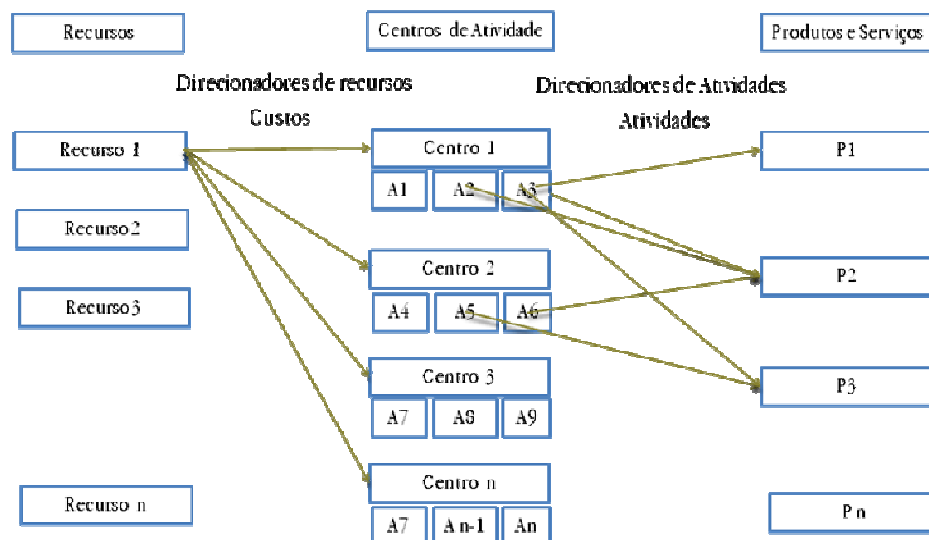 Recursos
Centros de Atividade
Produtos e Serviços
Direcionadores de recursos
Custos
Direcionadores de Atividades
Atividades
Recurso 1
Centro 1
P1
A1 A2 A3
Recurso 2
Centro 2
P2
Recurso 3
A4 A5 A6
Centro 3
P3
A7 A8 A9
Centro n
Recurso n
Pn
A7 A n-1 An